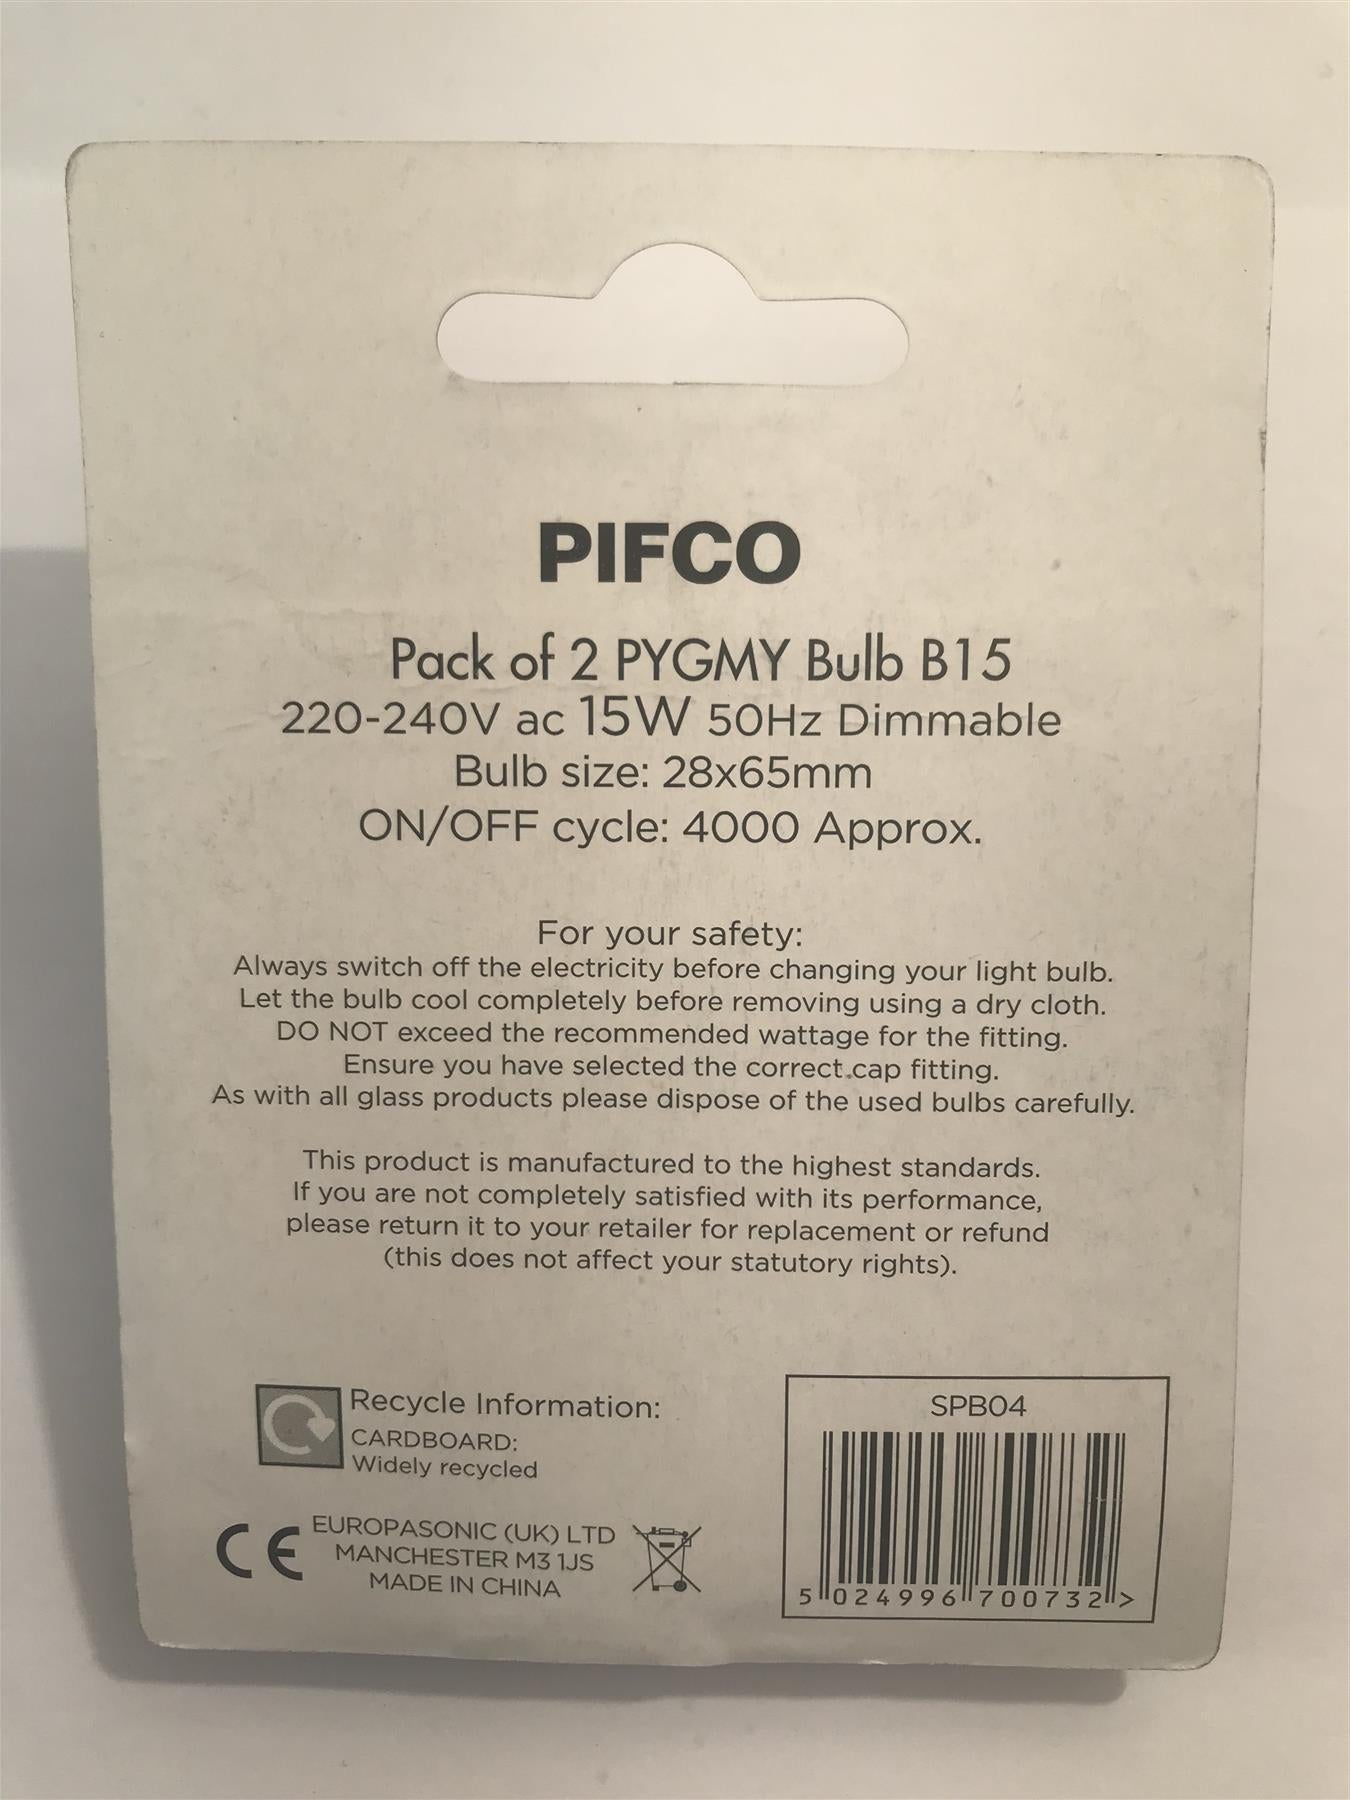 PIFCO
Pack of 2 PYGMY Bulb B15
220-240V ac 15W 50Hz Dimmable
Bulb size: 28x65mm
ON/OFF cycle: 4000 Approx.
For your safety:
Always switch off the electricity before changing your light bulb.
Let the bulb cool completely before removing using a dry cloth.
DO NOT exceed the recommended wattage for the fitting.
Ensure you have selected the correct cap fitting.
As with all glass products please dispose of the used bulbs carefully.
This product is manufactured to the highest standards.
If you are not completely satisfied with its performance,
please return it to your retailer for replacement or refund
(this does not affect your statutory rights).
Recycle Information:
CARDBOARD:
Widely recycled
CE
EUROPASONIC (UK) LTD
MANCHESTER M3 1JS
MADE IN CHINA
SPB04
5 024996 700732 >